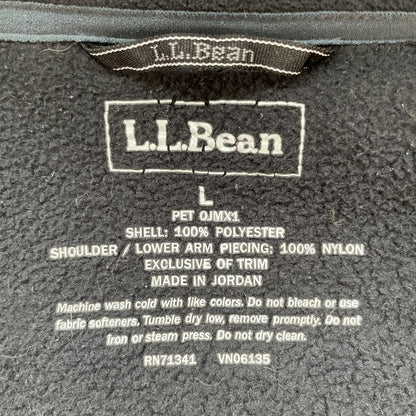 L.L.Bean
L.L.Bean
L
PET OJMX1
SHELL: 100% POLYESTER
SHOULDER / LOWER ARM PIECING: 100% NYLON
EXCLUSIVE OF TRIM
MADE IN JORDAN
Machine wash cold with like colors. Do not bleach or use
fabric softeners. Tumble dry low, remove promptly. Do not
iron or steam press. Do not dry clean.
RN71341 VN06135